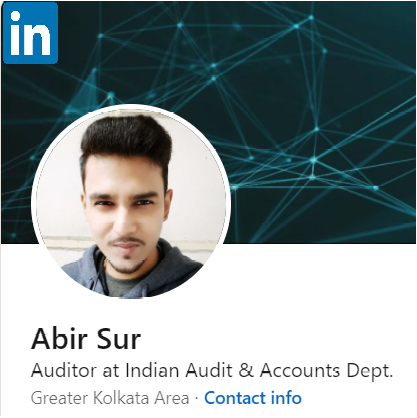 in
Abir Sur
Auditor at Indian Audit & Accounts Dept.
Greater Kolkata Area · Contact info